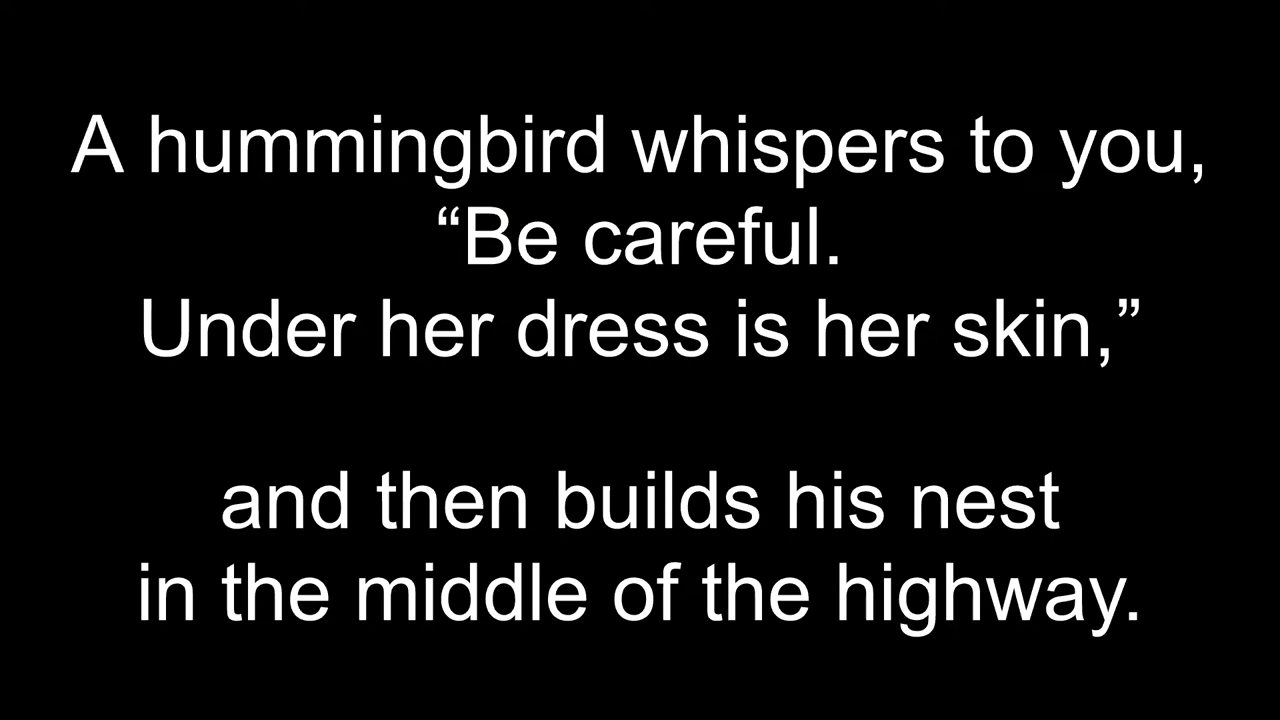 A hummingbird whispers to you,
“Be careful.
Under her dress is her skin,”
and then builds his nest
in the middle of the highway.